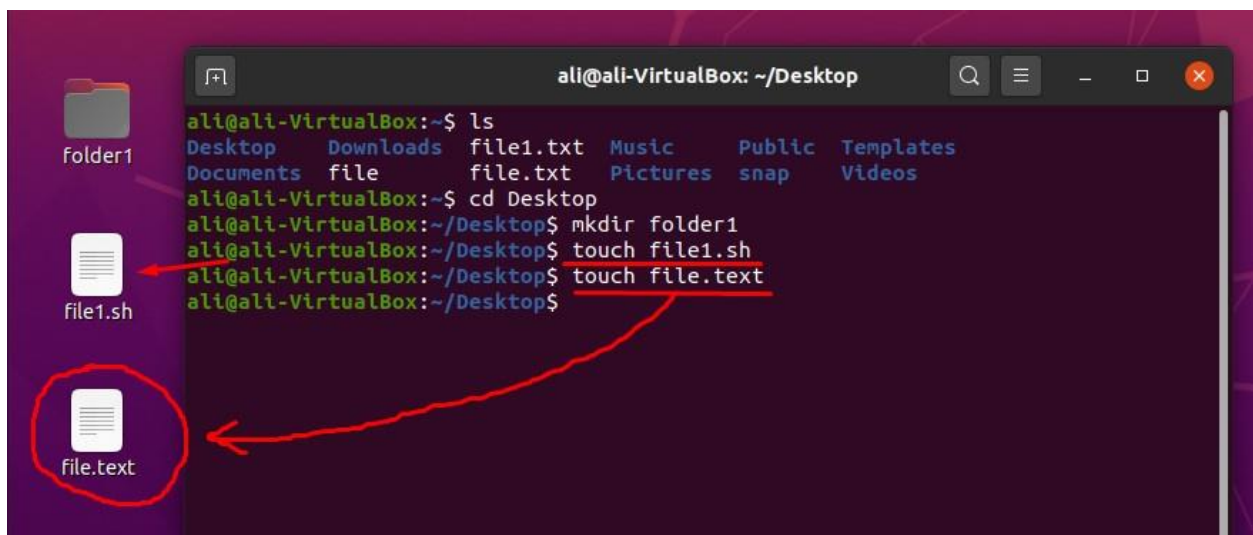 ali@ali-VirtualBox: ~/Desktop
ali@ali-VirtualBox:~$ ls
Desktop Downloads file1.txt Music Public Templates
Documents file file.txt Pictures snap Videos
ali@ali-VirtualBox:~$ cd Desktop
ali@ali-VirtualBox:~/Desktop$ mkdir folder1
ali@ali-VirtualBox:~/Desktop$ touch file1.sh
ali@ali-VirtualBox:~/Desktop$ touch file.text
ali@ali-VirtualBox:~/Desktop$
folder1
file1.sh
file.text